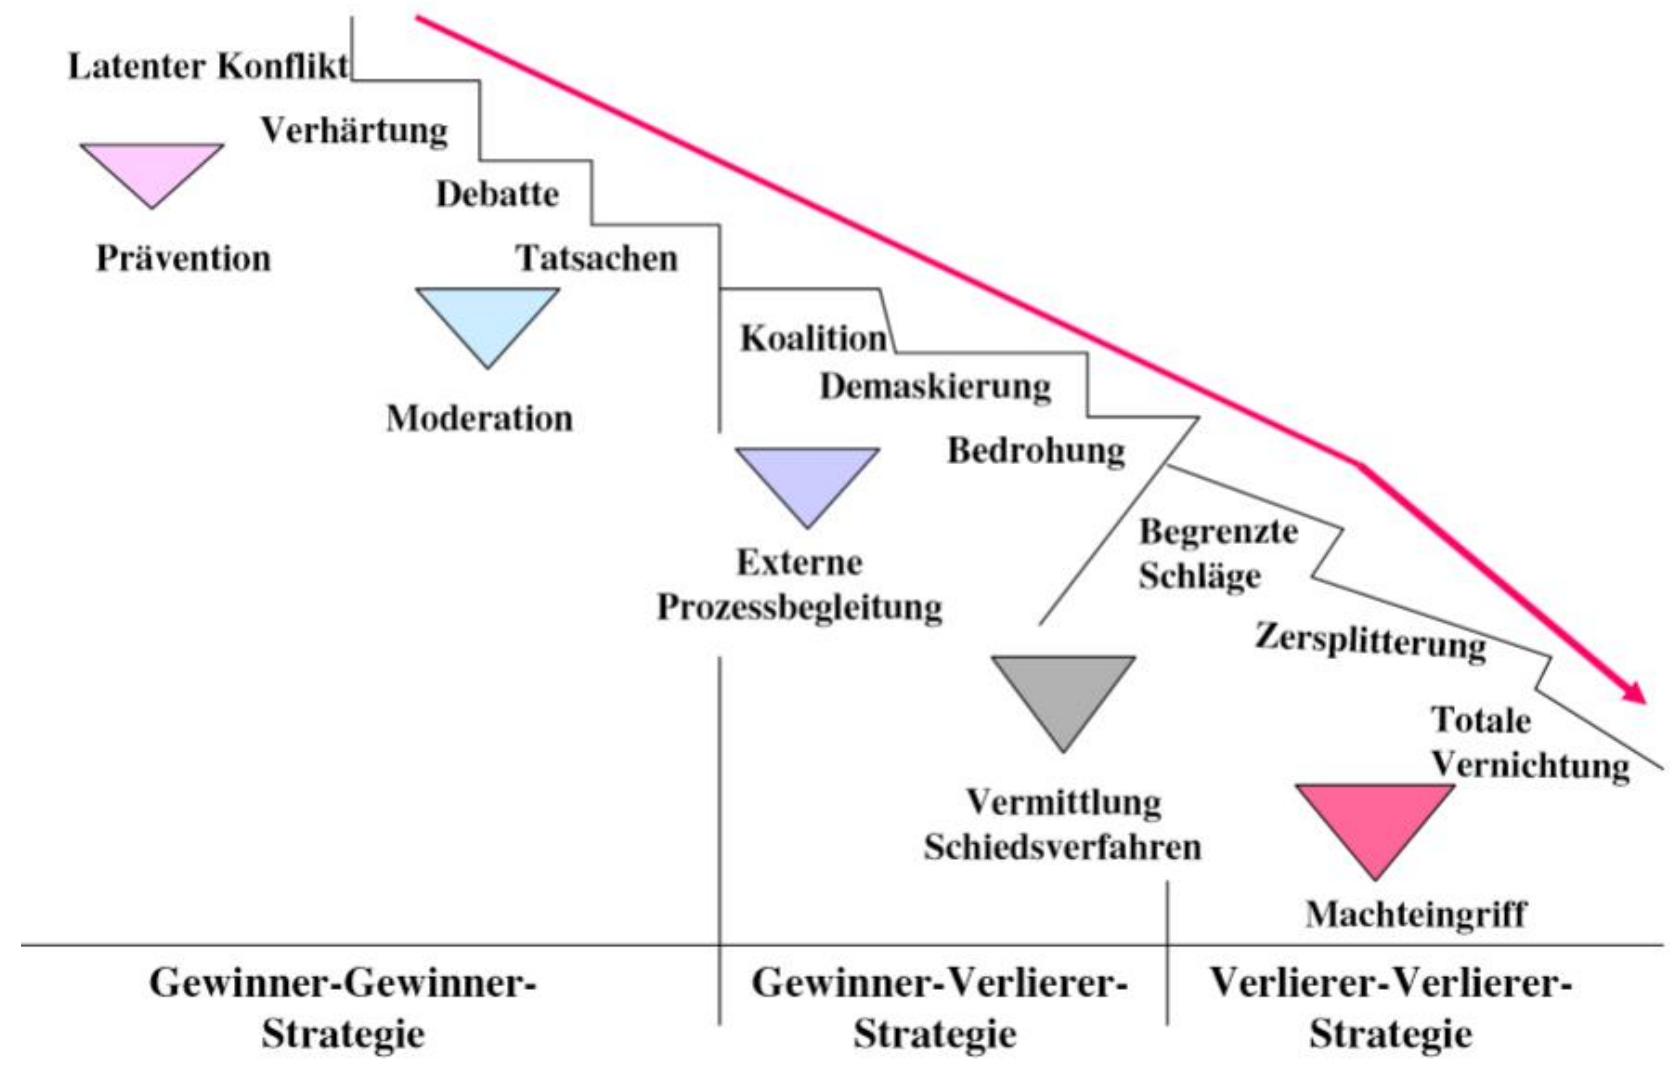 Latenter Konflikt
Verhärtung
Debatte
Prävention
Tatsachen
Koalition
Demaskierung
Moderation
Bedrohung
Begrenzte
Schläge
Externe
Prozessbegleitung
Zersplitterung
Totale
Vernichtung
Vermittlung
Schiedsverfahren
Machteingriff
Gewinner-Gewinner-
Strategie
Gewinner-Verlierer-
Strategie
Verlierer-Verlierer-
Strategie